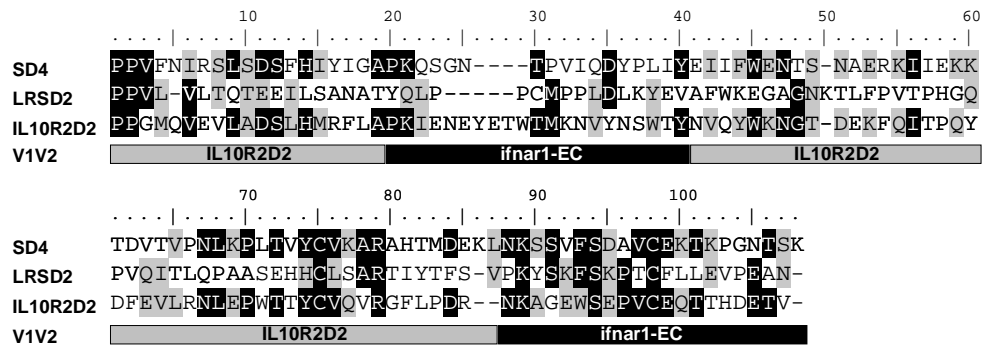 10 20 30 40 50 60
SD4 PPVFNIRSLSDSFHIYIGAPKQSGN----TPVIQDYPLIYEIIFWENTS-NAERKIIEKK
LRSD2 PPVL-VLTQTEEILSANATYQLP-----PCMPPLDLKYEVAFWKEGAGNKTLFPVTPHGQ
IL10R2D2 PPGMQVEVLADSLHMRFLAPKIENEYETWTMKNVYNSWTYNVQYWKNGT-DEKFQITPQY
V1V2 IL10R2D2 ifnar1-EC IL10R2D2
70 80 90 100
SD4 TDVTVPNLKPLTVYCVKARAHTMDEKLNKSSVFSDAVCEKTKPGNTSK
LRSD2 PVQITLQPAASEHHCLSARTIYTFS-VPKYSKFSKPTCFLLEVPEAN-
IL10R2D2 DFEVLRNLEPWTTYCVQVRGFLPDR--NKAGEWSEPVCEQTTHDETV-
V1V2 IL10R2D2 ifnar1-EC